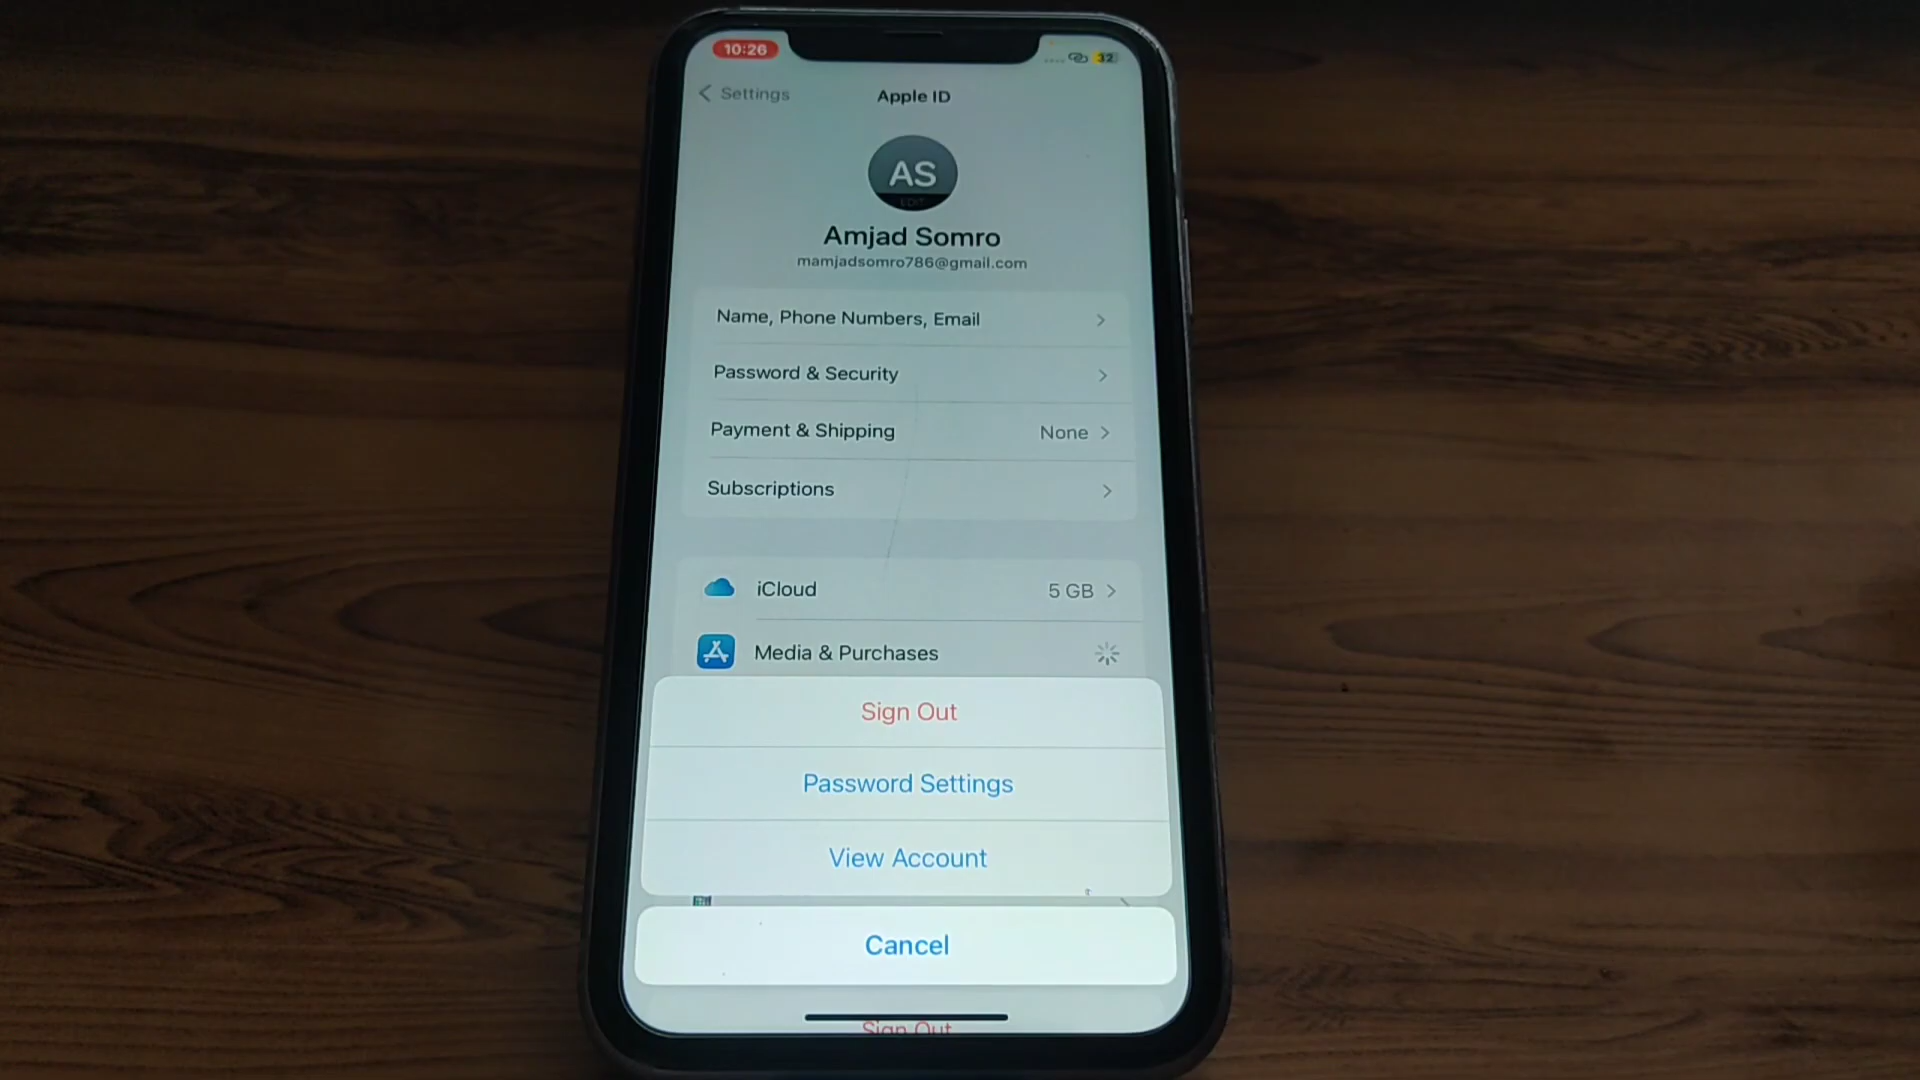 10:26
32
Settings
Apple ID
AS
EDIT
Amjad Somro
mamjadsomro786@gmail.com
Name, Phone Numbers, Email
Password & Security
Payment & Shipping None
Subscriptions
iCloud 5 GB
Media & Purchases
Sign Out
Password Settings
View Account
Cancel
Sign Out